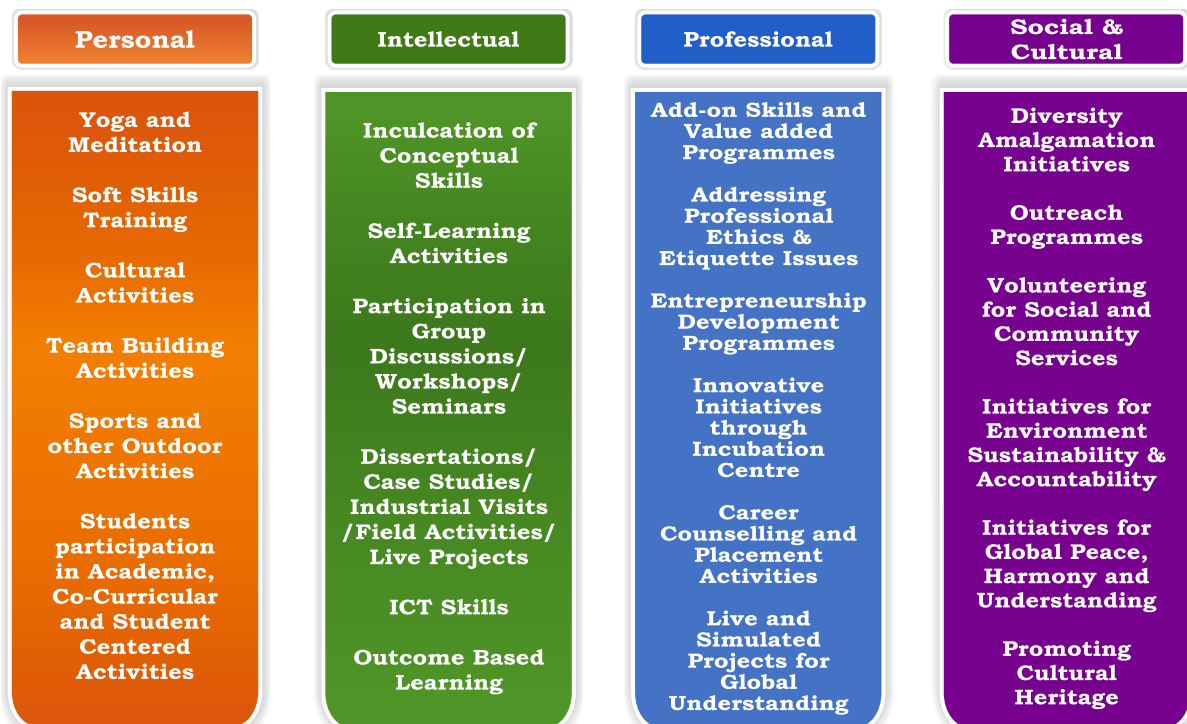 Personal
Yoga and
Meditation
Soft Skills
Training
Cultural
Activities
Team Building
Activities
Sports and
other Outdoor
Activities
Students
participation
in Academic,
Co-Curricular
and Student
Centered
Activities
Intellectual
Inculcation of
Conceptual
Skills
Self-Learning
Activities
Participation in
Group
Discussions/
Workshops/
Seminars
Dissertations/
Case Studies/
Industrial Visits
/Field Activities/
Live Projects
ICT Skills
Outcome Based
Learning
Professional
Add-on Skills and
Value added
Programmes
Addressing
Professional
Ethics &
Etiquette Issues
Entrepreneurship
Development
Programmes
Innovative
Initiatives
through
Incubation
Centre
Career
Counselling and
Placement
Activities
Live and
Simulated
Projects for
Global
Understanding
Social &
Cultural
Diversity
Amalgamation
Initiatives
Outreach
Programmes
Volunteering
for Social and
Community
Services
Initiatives for
Environment
Sustainability &
Accountability
Initiatives for
Global Peace,
Harmony and
Understanding
Promoting
Cultural
Heritage